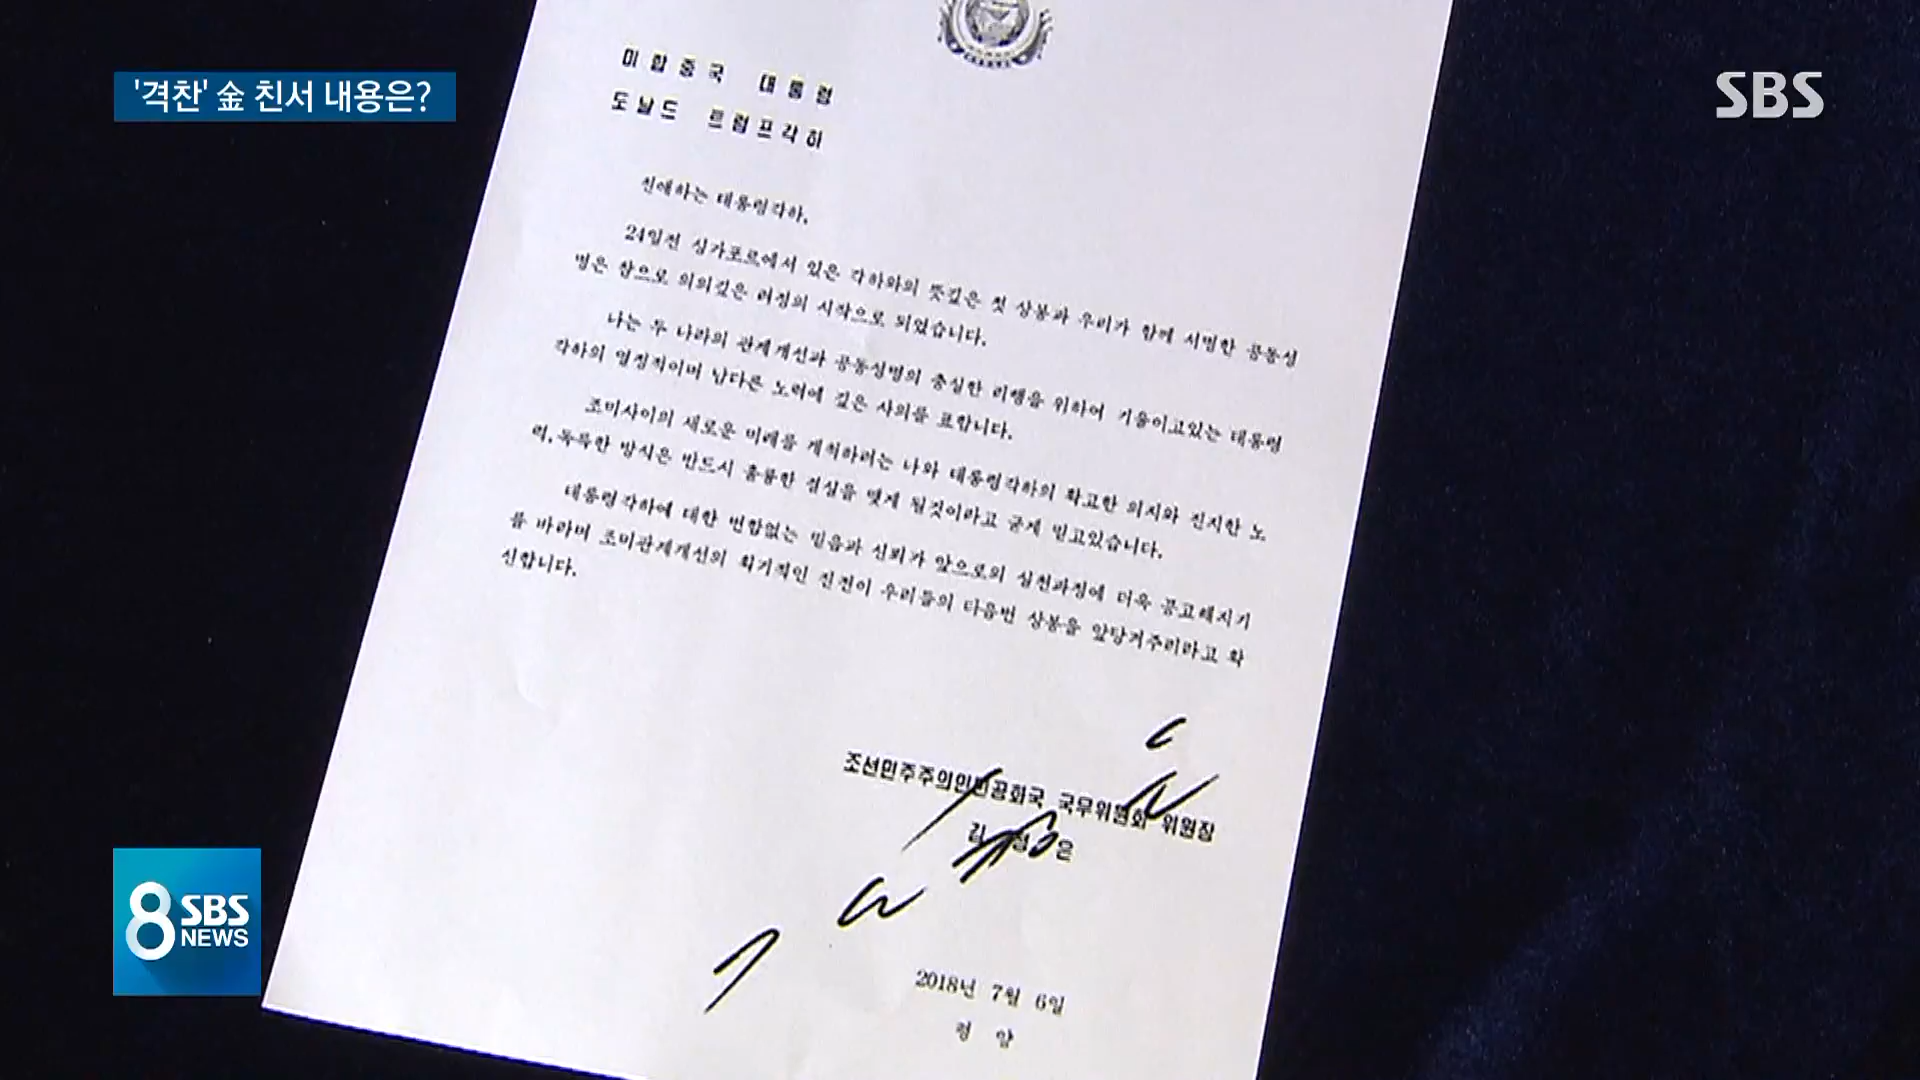 '격찬' 金 친서 내용은?
SBS
미합중국 대통령
도날드 트럼프각하
친애하는 대통령각하,
24일전 싱가포르에서 있은 각하와의 뜻깊은 첫 상봉과 우리가 함께 서명한 공동성
명은 참으로 의의깊은 려정의 시작으로 되였습니다.
나는 두 나라의 관계개선과 공동성명의 충실한 리행을 위하여 기울이고있는 대통령
각하의 열정적이며 남다른 노력에 깊은 사의를 표합니다.
조미사이의 새로운 미래를 개척하려는 나와 대통령각하의 확고한 의지와 진지한 노
력, 독특한 방식은 반드시 훌륭한 결실을 맺게 될것이라고 굳게 믿고있습니다.
대통령각하에 대한 변함없는 믿음과 신뢰가 앞으로의 실천과정에 더욱 공고해지기
를 바라며 조미관계개선의 획기적인 진전이 우리들의 다음번 상봉을 앞당겨주리라고 확
신합니다.
조선민주주의인민공화국 국무위원회 위원장
김정은
2018년 7월 6일
평양
8 SBS
NEWS